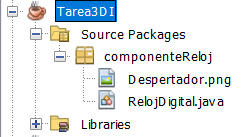 Tarea3DI
Source Packages
componenteReloj
Despertador.png
RelojDigital.java
Libraries